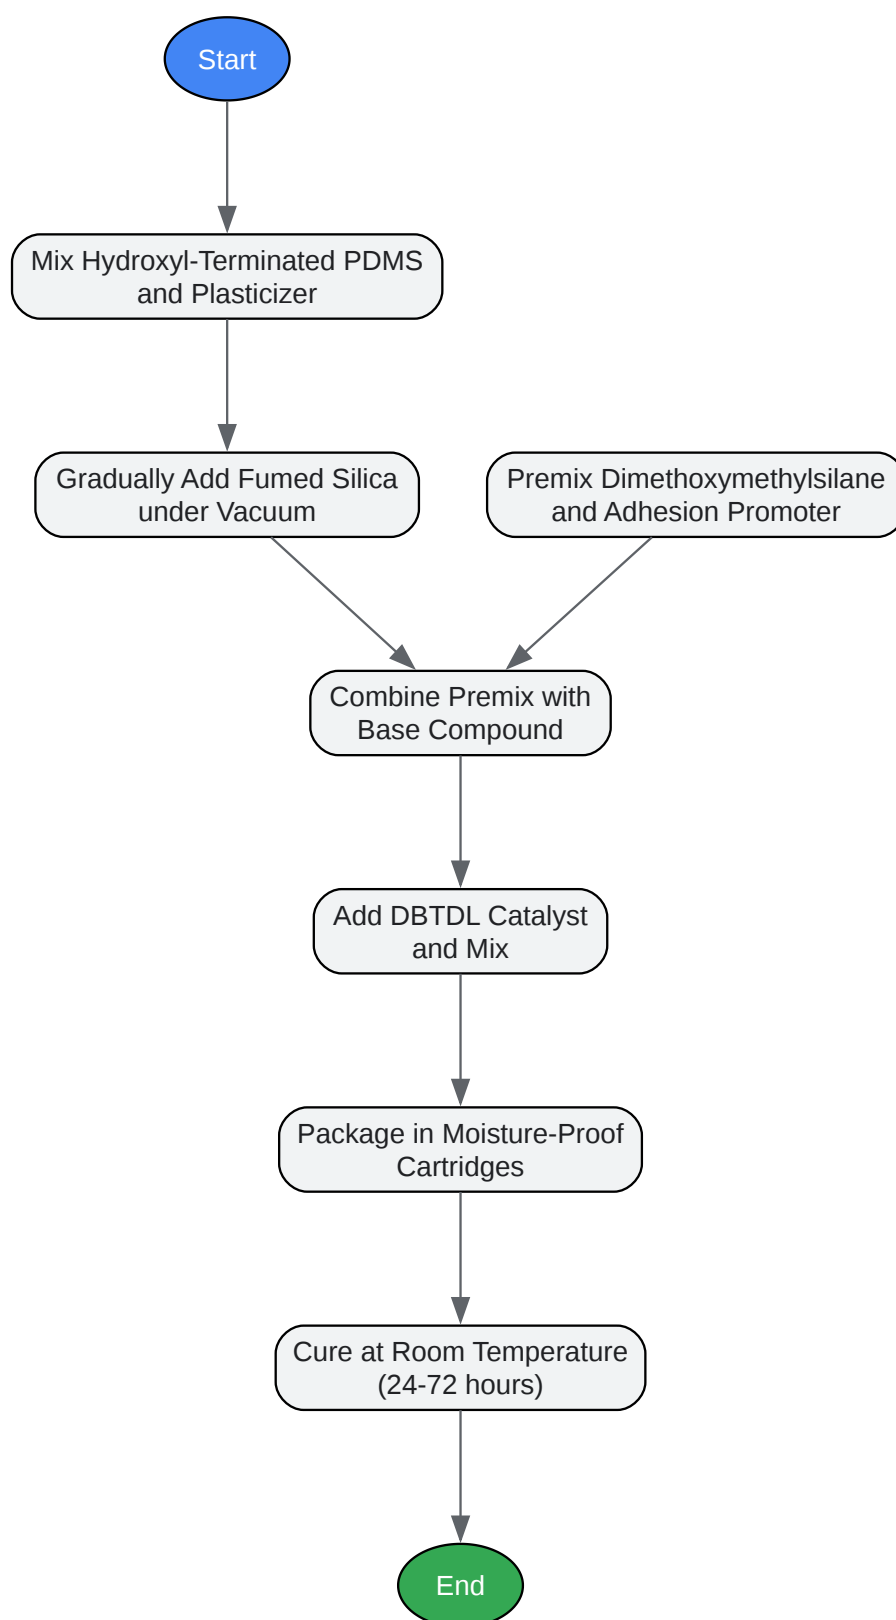 Start
Mix Hydroxyl-Terminated PDMS
and Plasticizer
Gradually Add Fumed Silica
under Vacuum
Premix Dimethoxymethylsilane
and Adhesion Promoter
Combine Premix with
Base Compound
Add DBTDL Catalyst
and Mix
Package in Moisture-Proof
Cartridges
Cure at Room Temperature
(24-72 hours)
End